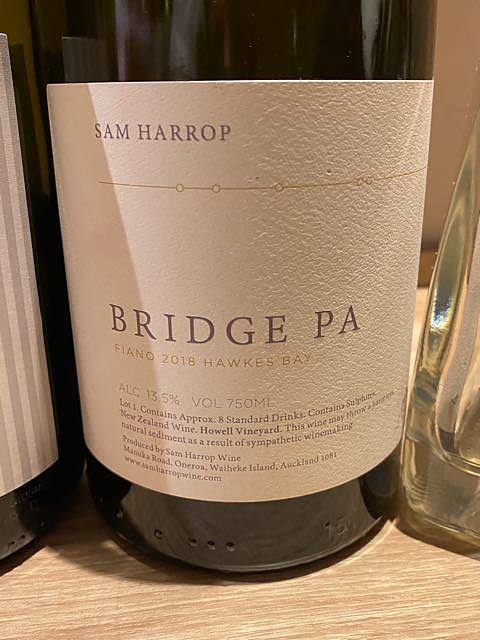 SAM HARROP
BRIDGE PA
FIANO 2018 HAWKES BAY
ALC 13.5% VOL 750ML
Lot 1. Contains Approx. 8 Standard Drinks. Contains Sulphites.
New Zealand Wine. Howell Vineyard. This wine may throw a harmless
natural sediment as a result of sympathetic winemaking
Produced by Sam Harrop Wine
Manuka Road, Oneroa, Waiheke Island, Auckland 1081
www.samharropwine.com